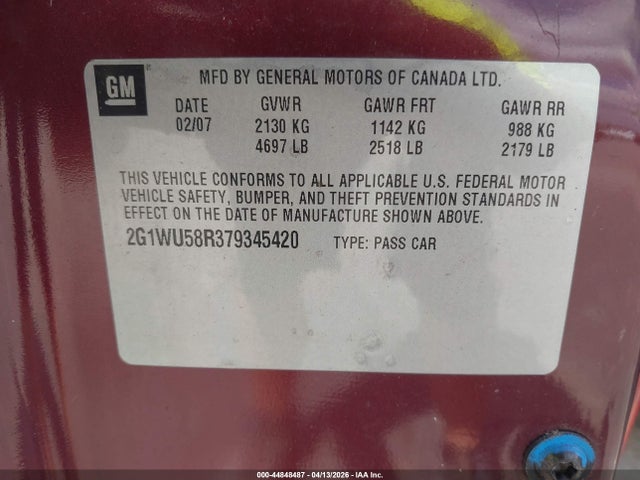 GM
MFD BY GENERAL MOTORS OF CANADA LTD.
DATE GVWR GAWR FRT GAWR RR
02/07 2130 KG 1142 KG 988 KG
4697 LB 2518 LB 2179 LB
THIS VEHICLE CONFORMS TO ALL APPLICABLE U.S. FEDERAL MOTOR
VEHICLE SAFETY, BUMPER, AND THEFT PREVENTION STANDARDS IN
EFFECT ON THE DATE OF MANUFACTURE SHOWN ABOVE.
2G1WU58R379345420 TYPE: PASS CAR
000-44848487 - 04/13/2026 - IAA Inc.